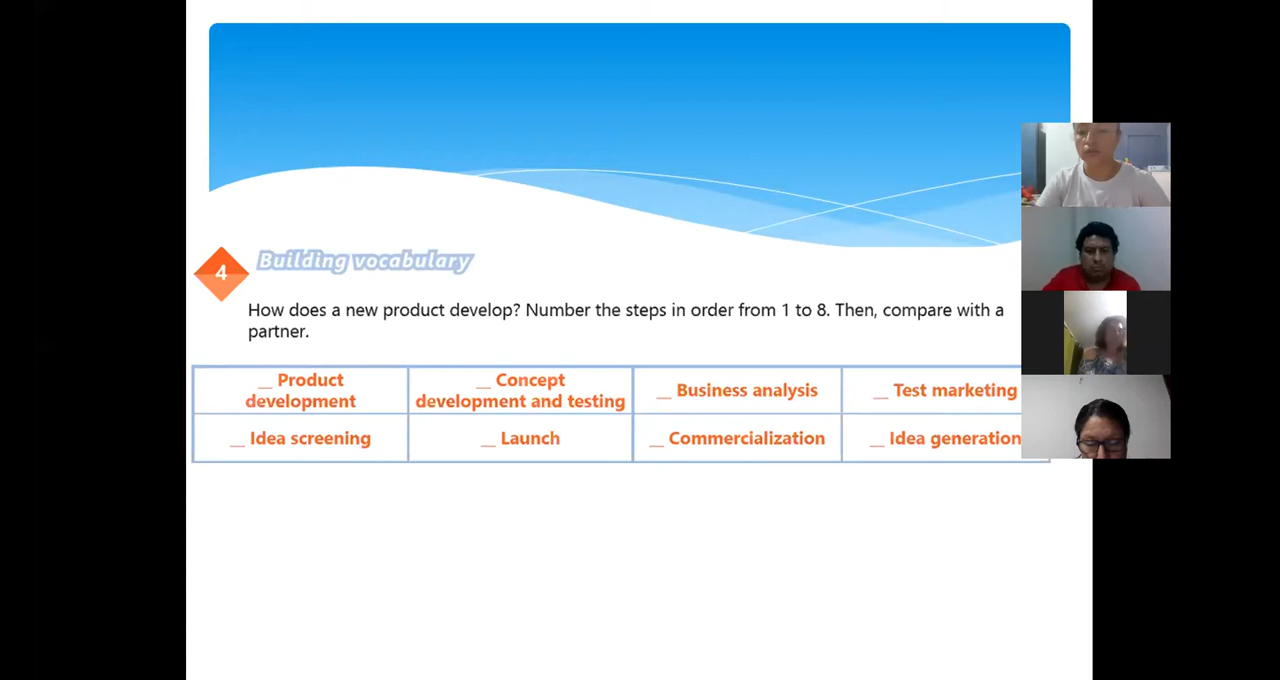 4
Building vocabulary
How does a new product develop? Number the steps in order from 1 to 8. Then, compare with a
partner.
__ Product
development
__ Concept
development and testing
__ Business analysis
__ Test marketing
__ Idea screening
__ Launch
__ Commercialization
__ Idea generation